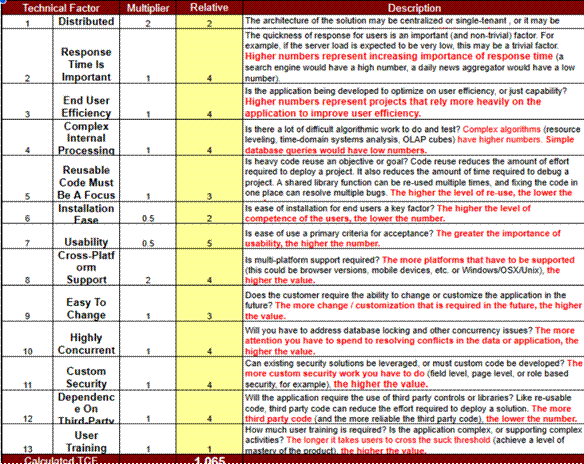 Technical Factor Multiplier Relative Description
1 Distributed 2 2 The architecture of the solution may be centralized or single-tenant , or it may be
2 Response Time Is Important 1 4
The quickness of response for users is an important (and non-trivial) factor. For
example, if the server load is expected to be very low, this may be a trivial factor.
Higher numbers represent increasing importance of response time (a
search engine would have a high number, a daily news aggregator would have a low
number).
3 End User Efficiency 1 4
Is the application being developed to optimize on user efficiency, or just capability?
Higher numbers represent projects that rely more heavily on the
application to improve user efficiency.
4 Complex Internal Processing 1 4
Is there a lot of difficult algorithmic work to do and test? Complex algorithms (resource
leveling, time-domain systems analysis, OLAP cubes) have higher numbers. Simple
database queries would have low numbers.
5 Reusable Code Must Be A Focus 1 3
Is heavy code reuse an objective or goal? Code reuse reduces the amount of effort
required to deploy a project. It also reduces the amount of time required to debug a
project. A shared library function can be re-used multiple times, and fixing the code in
one place can resolve multiple bugs. The higher the level of re-use, the lower the
6 Installation Ease 0.5 2
Is ease of installation for end users a key factor? The higher the level of
competence of the users, the lower the number.
7 Usability 0.5 5
Is ease of use a primary criteria for acceptance? The greater the importance of
usability, the higher the number.
8 Cross-Platf orm Support 2 4
Is multi-platform support required? The more platforms that have to be supported
(this could be browser versions, mobile devices, etc. or Windows/OSX/Unix), the
higher the value.
9 Easy To Change 1 3
Does the customer require the ability to change or customize the application in the
future? The more change / customization that is required in the future, the higher
the value.
10 Highly Concurrent 1 4
Will you have to address database locking and other concurrency issues? The more
attention you have to spend to resolving conflicts in the data or application, the
higher the value.
11 Custom Security 1 4
Can existing security solutions be leveraged, or must custom code be developed? The
more custom security work you have to do (field level, page level, or role based
security, for example), the higher the value.
12 Dependenc e On Third-Party 1 4
Will the application require the use of third party controls or libraries? Like re-usable
code, third party code can reduce the effort required to deploy a solution. The more
third party code (and the more reliable the third party code), the lower the number.
13 User Training 1 1
How much user training is required? Is the application complex, or supporting complex
activities? The longer it takes users to cross the suck threshold (achieve a level of
mastery of the product), the higher the value.
Calculated TCF 1.065